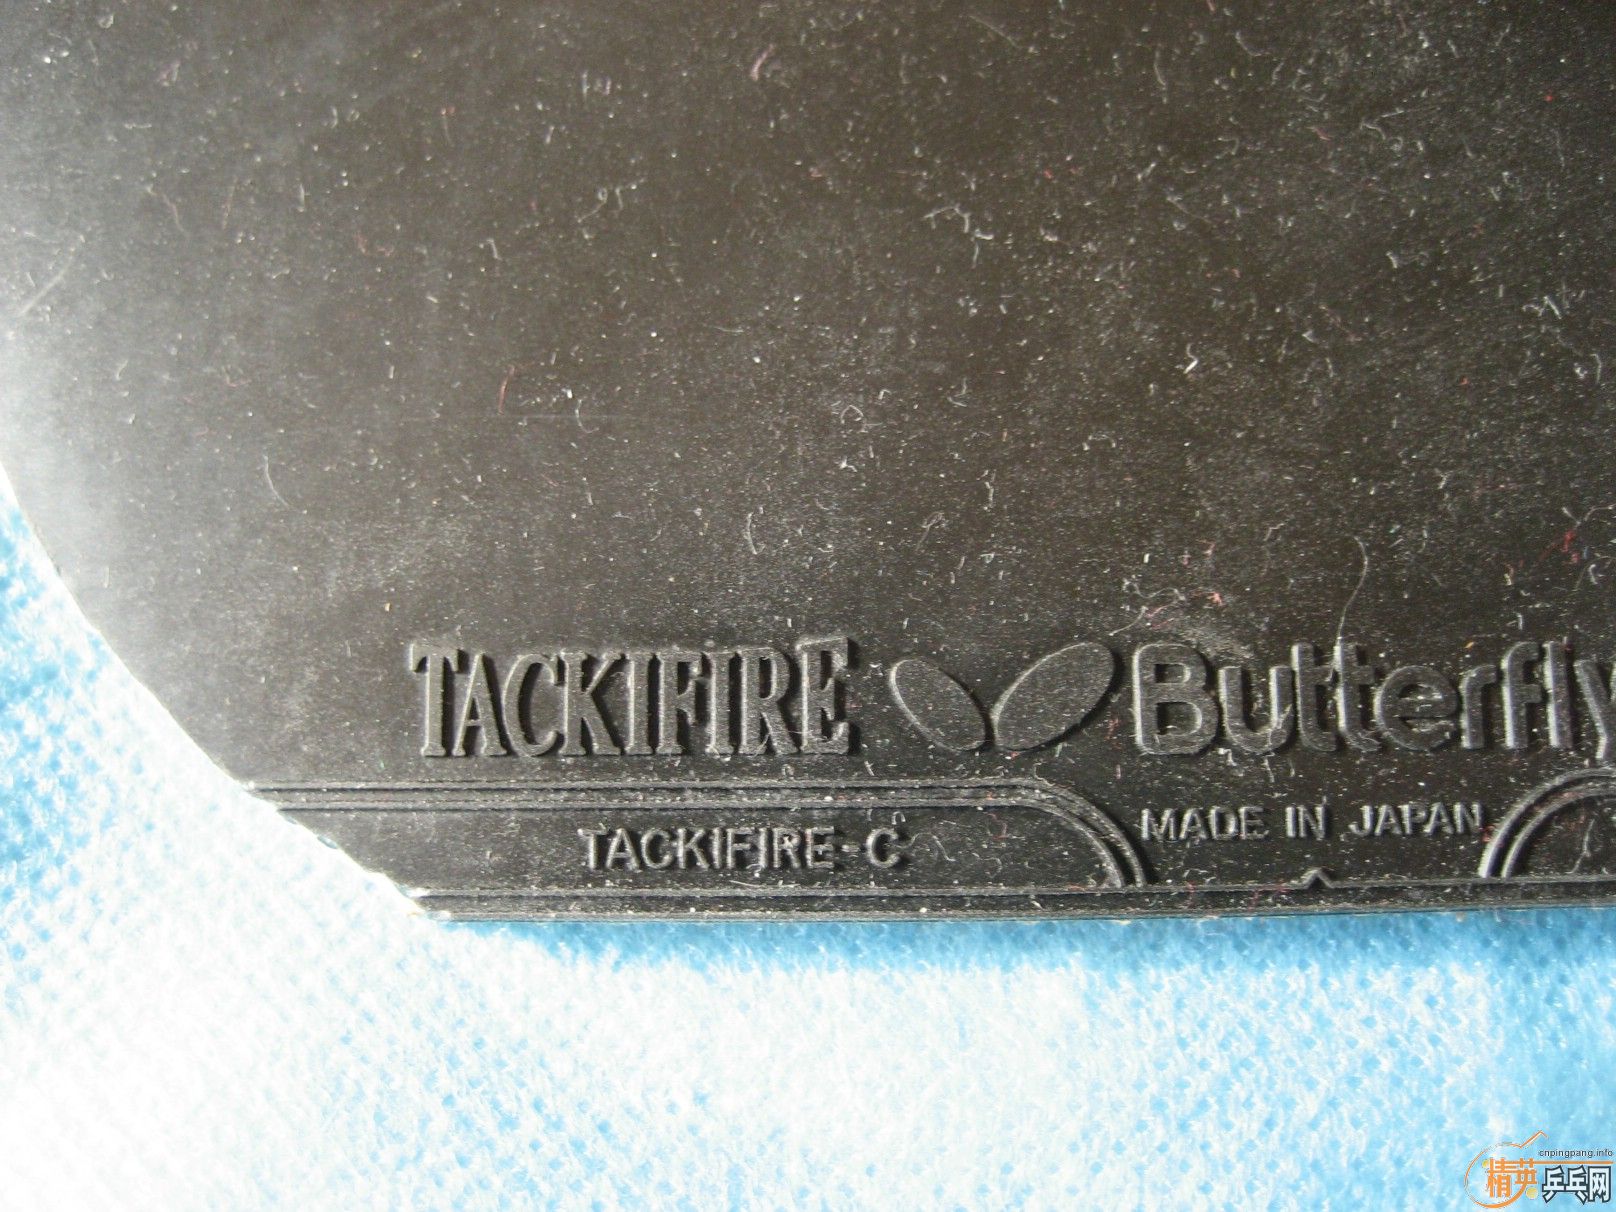 TACKIFIRE Butterfly
TACKIFIRE-C
MADE IN JAPAN
cnpingpang.info
精英乒乓网